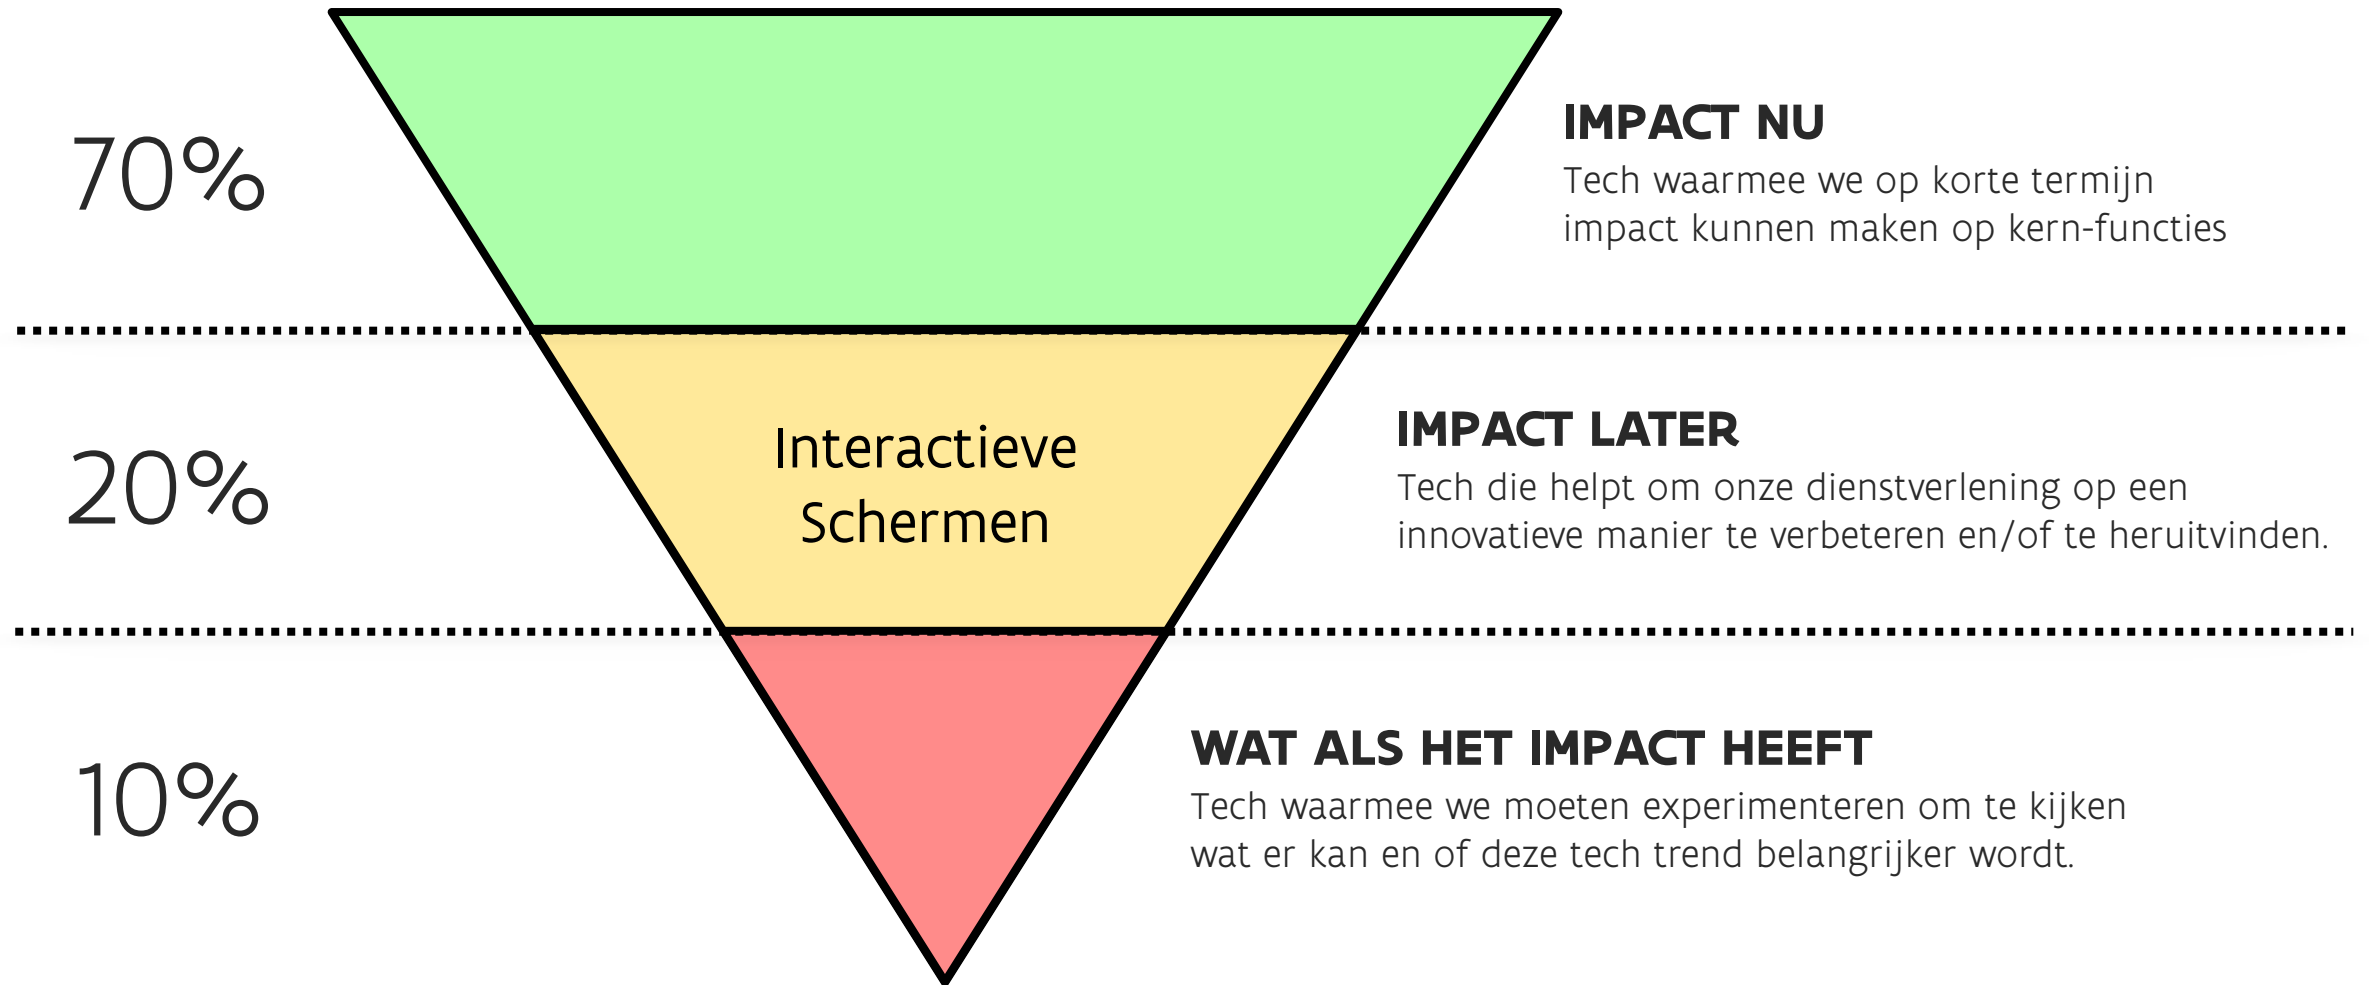 70%
IMPACT NU
Tech waarmee we op korte termijn
impact kunnen maken op kern-functies
20%
Interactieve
Schermen
IMPACT LATER
Tech die helpt om onze dienstverlening op een
innovatieve manier te verbeteren en/of te heruitvinden.
10%
WAT ALS HET IMPACT HEEFT
Tech waarmee we moeten experimenteren om te kijken
wat er kan en of deze tech trend belangrijker wordt.